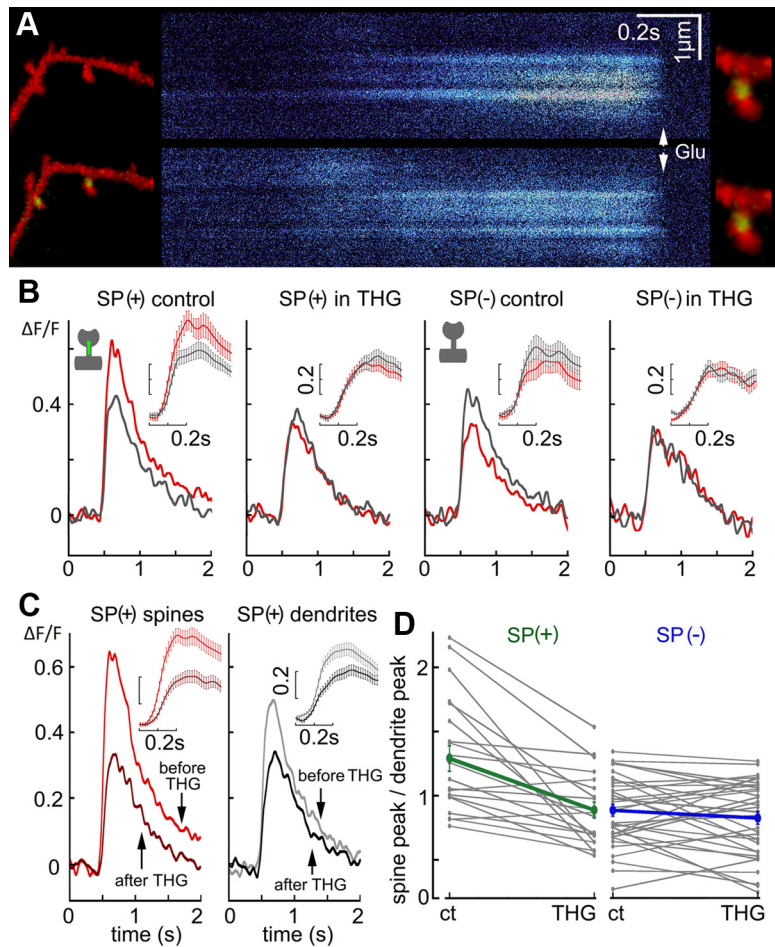 A
0.2s
1μm
Glu
B
SP(+) control
SP(+) in THG
SP(-) control
SP(-) in THG
ΔF/F
0.4
0
0.2s
0.2
0.2s
0.2s
0.2
0.2s
0 1 2
0 1 2
0 1 2
0 1 2
C
SP(+) spines
SP(+) dendrites
ΔF/F
0.6
0.4
0.2
0
0.2s
before
THG
after THG
0.2
0.2s
before THG
after THG
0 1 2
time (s)
0 1 2
time (s)
D
SP(+)
SP(-)
spine peak / dendrite peak
2
1
0
ct
THG
ct
THG